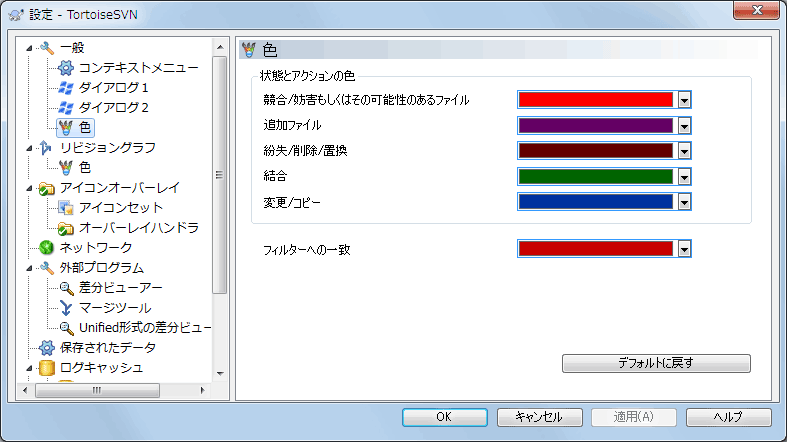 設定 - TortoiseSVN
一般
コンテキストメニュー
ダイアログ1
ダイアログ2
色
リビジョングラフ
色
アイコンオーバーレイ
アイコンセット
オーバーレイハンドラ
ネットワーク
外部プログラム
差分ビューアー
マージツール
Unified形式の差分ビュー
保存されたデータ
ログキャッシュ
色
状態とアクションの色
競合/妨害もしくはその可能性のあるファイル
追加ファイル
紛失/削除/置換
結合
変更/コピー
フィルターへの一致
デフォルトに戻す
OK
キャンセル
適用(A)
ヘルプ